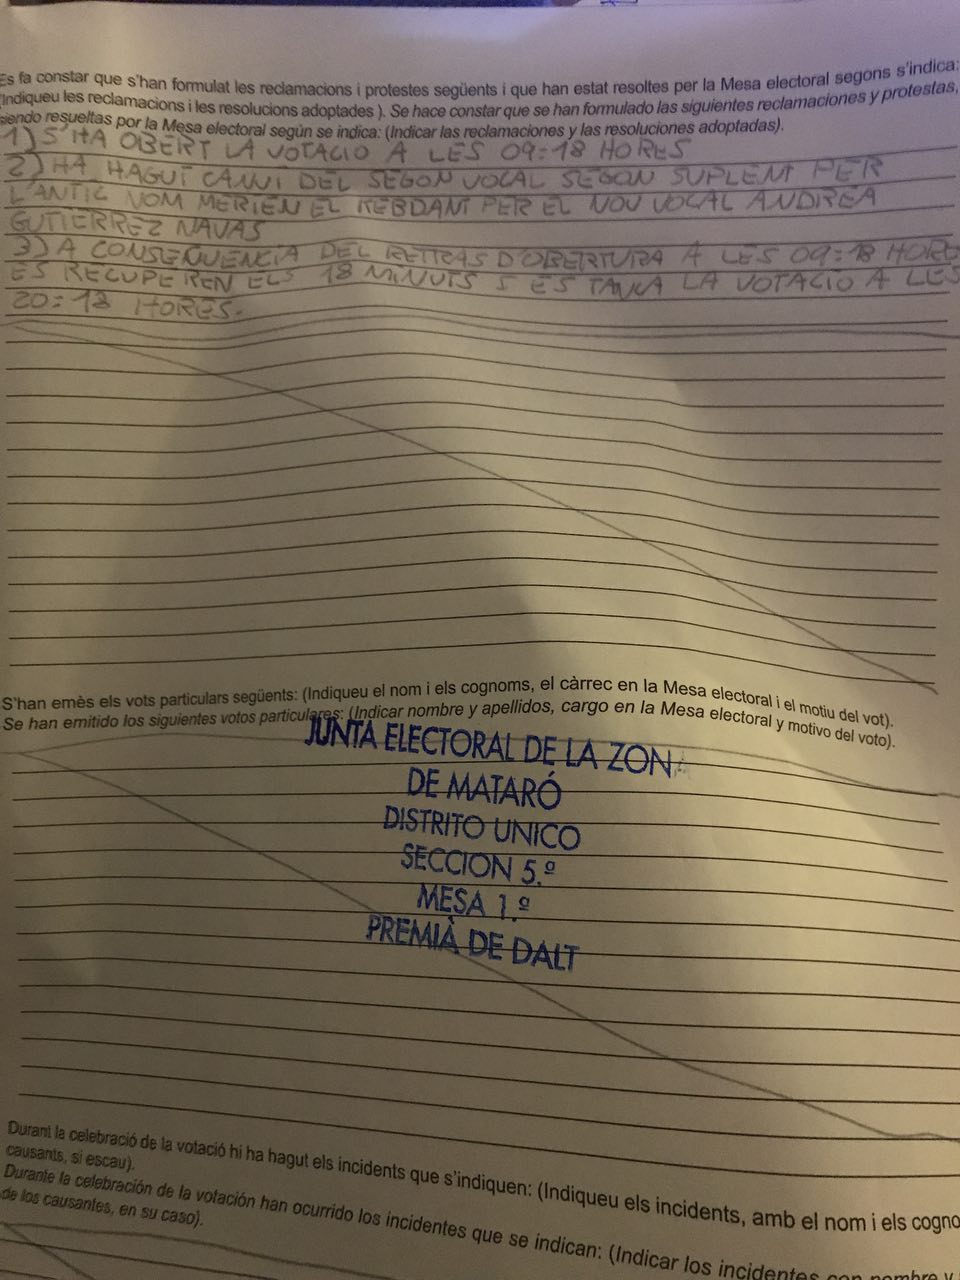 Es fa constar que s'han formulat les reclamacions i protestes següents i que han estat resoltes per la Mesa electoral segons s'indica:
(Indiqueu les reclamacions i les resolucions adoptades ). Se hace constar que se han formulado las siguientes reclamaciones y protestas,
siendo resueltas por la Mesa electoral según se indica: (Indicar las reclamaciones y las resoluciones adoptadas).
1) S'HA OBERT LA VOTACIO A LES 09:18 HORES
2) HA HAGUT CANVI DEL SEGON VOCAL SEGON SUPLENT PER
L'ANTIC NOM MERIEN EL REBDANT PER EL NOU VOCAL ANDREA
GUTIERREZ NAVAS
3) A CONSEQUENCIA DEL RETTRAS D'OBERTURA A LES 09:18 HORE
ES RECUPEREN ELS 18 MINUTS I ES TANCA LA VOTACIO A LES
20:18 HORES.
S'han emès els vots particulars següents: (Indiqueu el nom i els cognoms, el càrrec en la Mesa electoral i el motiu del vot).
Se han emitido los siguientes votos particulares: (Indicar nombre y apellidos, cargo en la Mesa electoral y motivo del voto).
JUNTA ELECTORAL DE LA ZONA
DE MATARÓ
DISTRITO UNICO
SECCION 5.º
MESA 1.º
PREMIÀ DE DALT
Durant la celebració de la votació hi ha hagut els incidents que s'indiquen: (Indiqueu els incidents, amb el nom i els cogno
causants, si escau).
Durante la celebración de la votación han ocurrido los incidentes que se indican: (Indicar los incidentes con nombre y
de los causantes, en su caso).